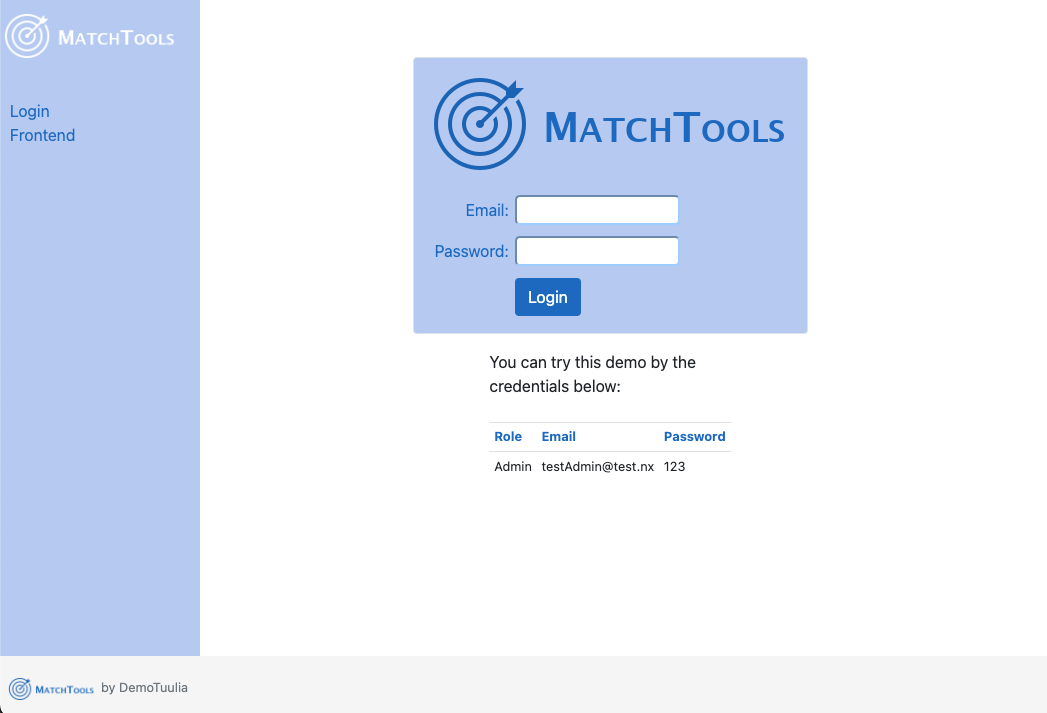 MatchTools
Login
Frontend
MatchTools
Email:
Password:
Login
You can try this demo by the
credentials below:
Role Email Password
Admin testAdmin@test.nx 123
MatchTools by DemoTuulia